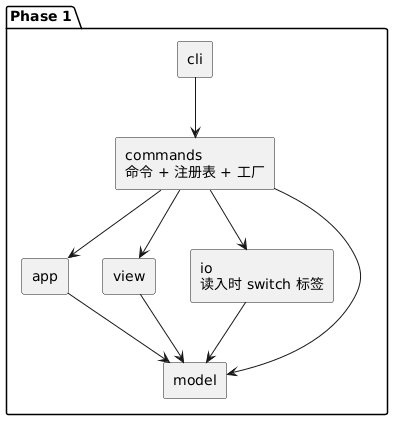 Phase 1
cli
commands
命令 + 注册表 + 工厂
app
view
io
读入时 switch 标签
model